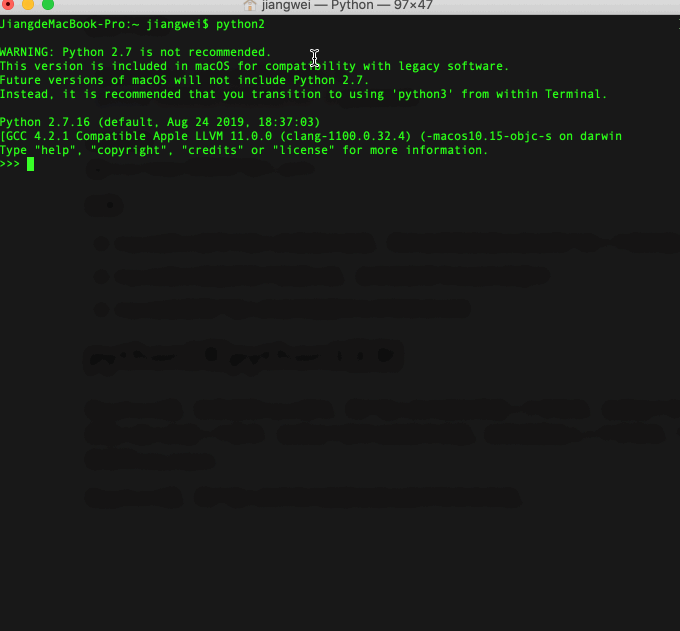 jiangwei — Python — 97×47
JiangdeMacBook-Pro:~ jiangwei$ python2
WARNING: Python 2.7 is not recommended.
This version is included in macOS for compatibility with legacy software.
Future versions of macOS will not include Python 2.7.
Instead, it is recommended that you transition to using 'python3' from within Terminal.
Python 2.7.16 (default, Aug 24 2019, 18:37:03)
[GCC 4.2.1 Compatible Apple LLVM 11.0.0 (clang-1100.0.32.4) (-macos10.15-objc-s on darwin
Type "help", "copyright", "credits" or "license" for more information.
>>>